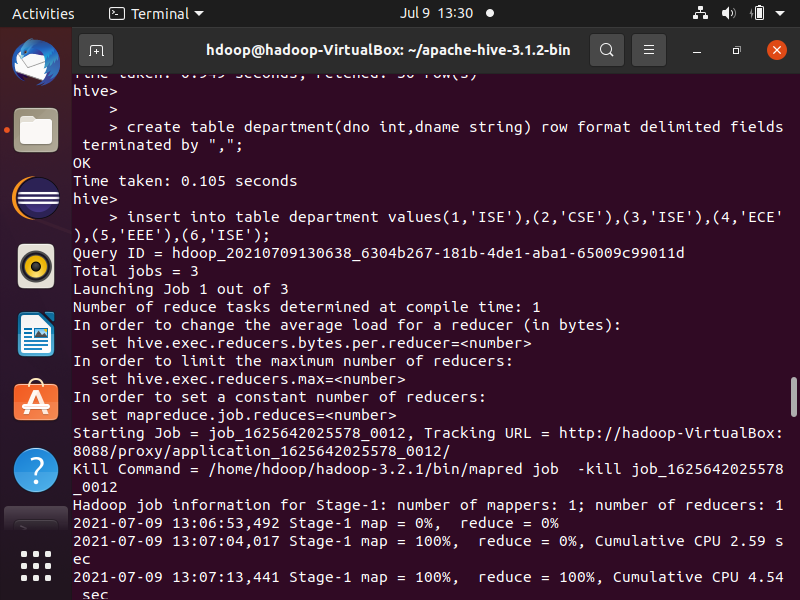 Activities
Terminal
Jul 9 13:30
hdoop@hadoop-VirtualBox: ~/apache-hive-3.1.2-bin
Time taken: 0.949 seconds, Fetched: 30 row(s)
hive>
    >
    > create table department(dno int,dname string) row format delimited fields
 terminated by ",";
OK
Time taken: 0.105 seconds
hive>
    > insert into table department values(1,'ISE'),(2,'CSE'),(3,'ISE'),(4,'ECE'
),(5,'EEE'),(6,'ISE');
Query ID = hdoop_20210709130638_6304b267-181b-4de1-aba1-65009c99011d
Total jobs = 3
Launching Job 1 out of 3
Number of reduce tasks determined at compile time: 1
In order to change the average load for a reducer (in bytes):
  set hive.exec.reducers.bytes.per.reducer=<number>
In order to limit the maximum number of reducers:
  set hive.exec.reducers.max=<number>
In order to set a constant number of reducers:
  set mapreduce.job.reduces=<number>
Starting Job = job_1625642025578_0012, Tracking URL = http://hadoop-VirtualBox:
8088/proxy/application_1625642025578_0012/
Kill Command = /home/hdoop/hadoop-3.2.1/bin/mapred job  -kill job_1625642025578
_0012
Hadoop job information for Stage-1: number of mappers: 1; number of reducers: 1
2021-07-09 13:06:53,492 Stage-1 map = 0%,  reduce = 0%
2021-07-09 13:07:04,017 Stage-1 map = 100%,  reduce = 0%, Cumulative CPU 2.59 s
ec
2021-07-09 13:07:13,441 Stage-1 map = 100%,  reduce = 100%, Cumulative CPU 4.54
 sec